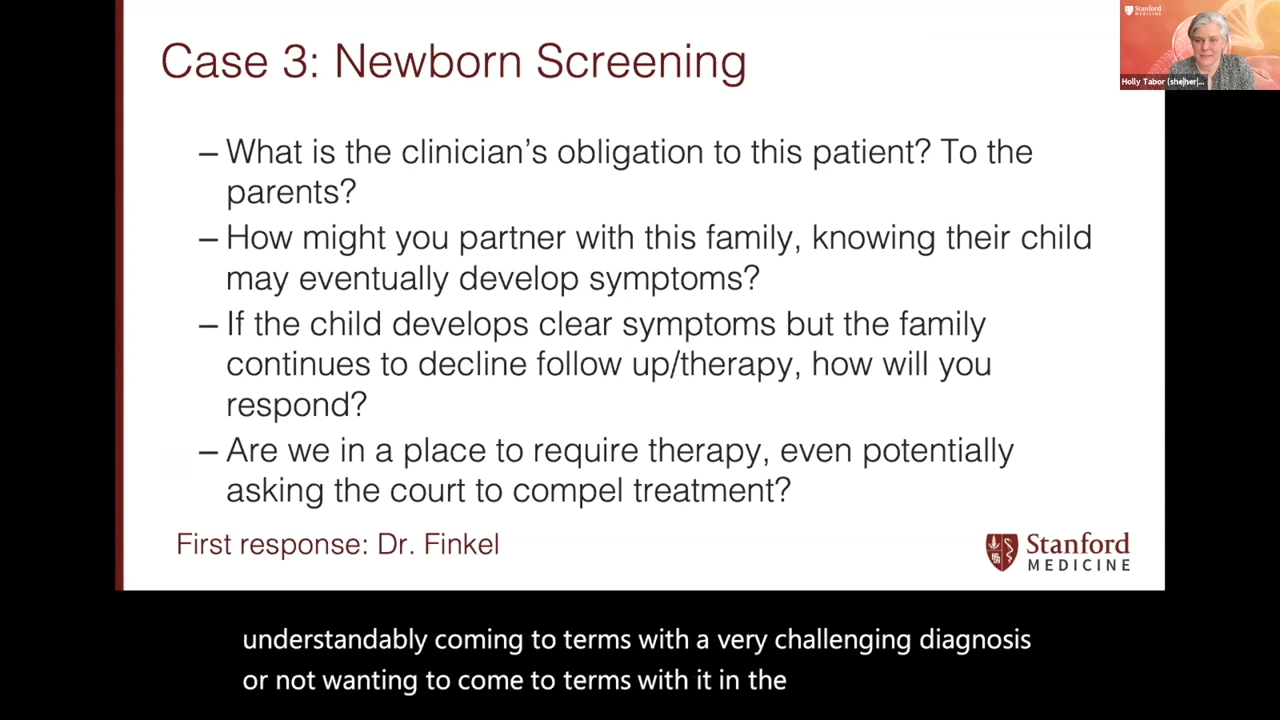 Case 3: Newborn Screening
Stanford
MEDICINE
Holly Tabor (she|her|...
– What is the clinician's obligation to this patient? To the
parents?
– How might you partner with this family, knowing their child
may eventually develop symptoms?
– If the child develops clear symptoms but the family
continues to decline follow up/therapy, how will you
respond?
– Are we in a place to require therapy, even potentially
asking the court to compel treatment?
First response: Dr. Finkel
Stanford
MEDICINE
understandably coming to terms with a very challenging diagnosis
or not wanting to come to terms with it in the